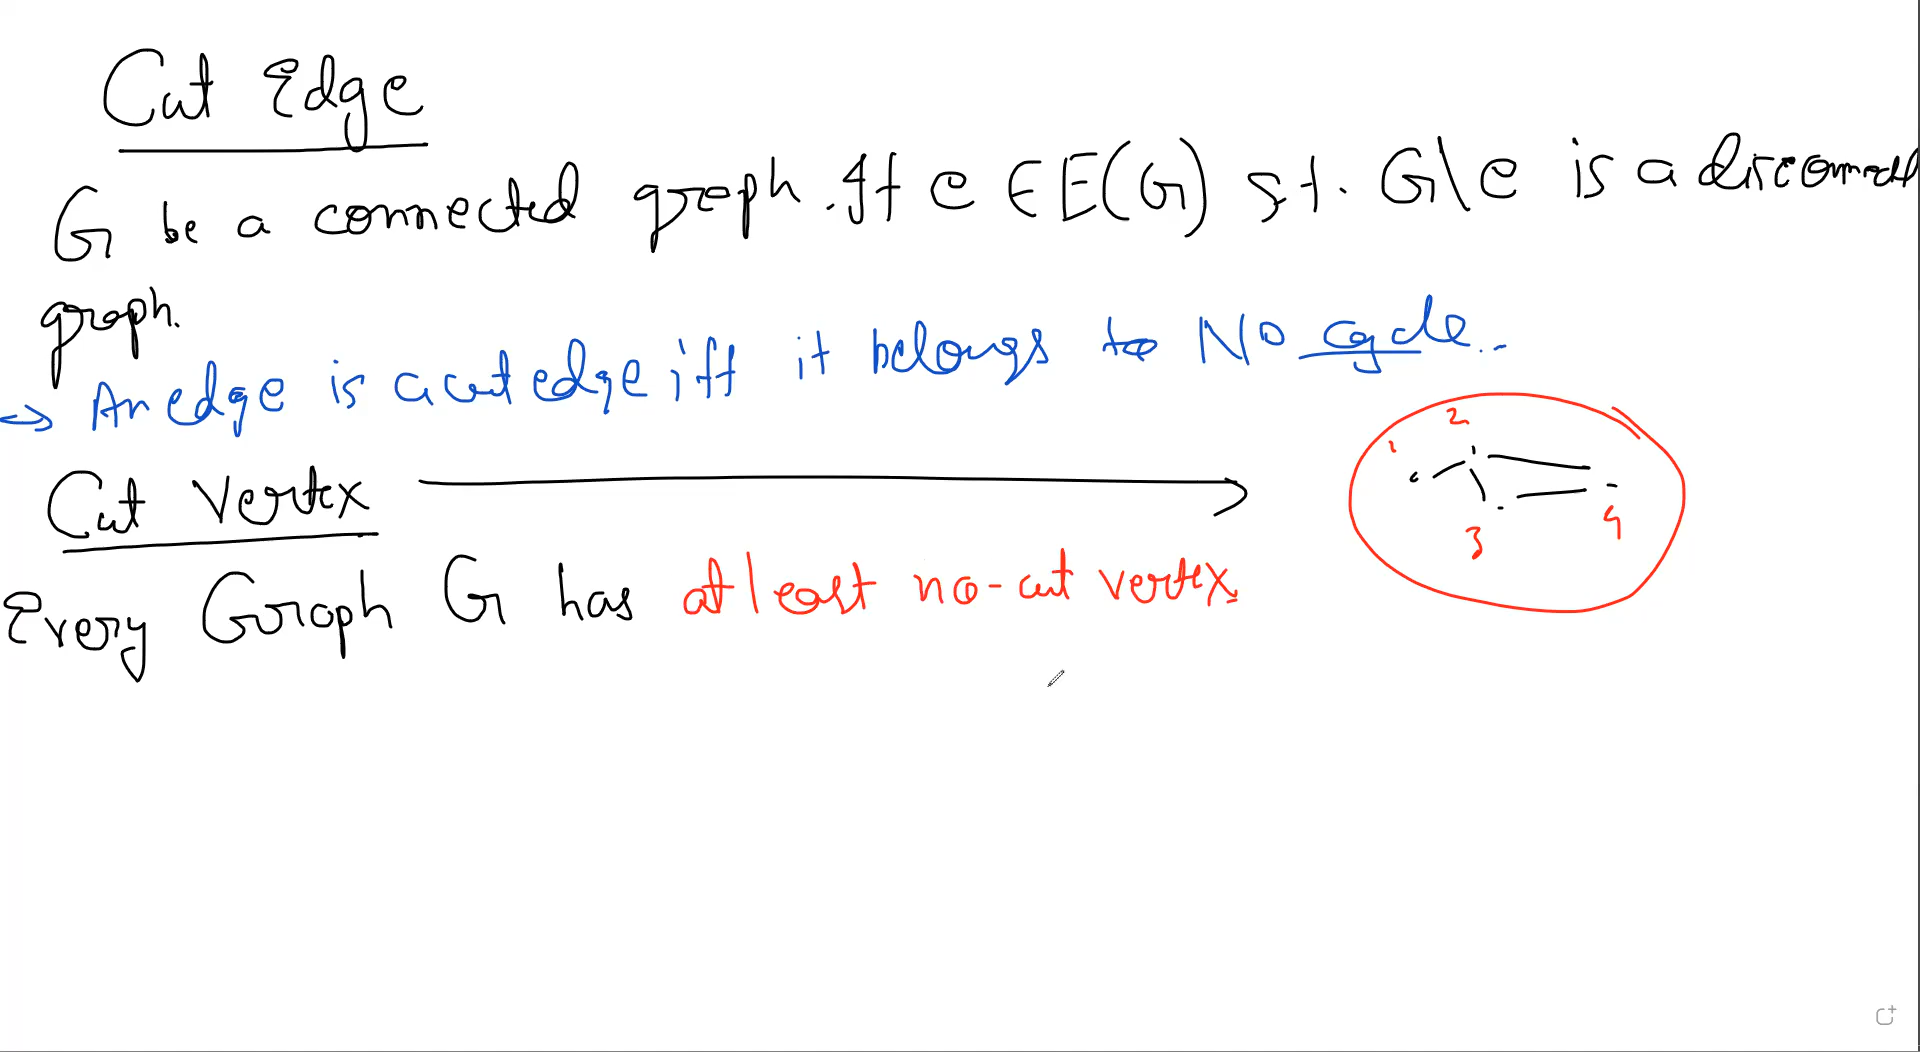 Cut Edge
G be a connected graph. If e ∈ E(G) s.t. G\e is a disconnected
graph.
→ An edge is a cut edge iff it belongs to No cycle..
2
1
Cut Vertex
3
4
Every Graph G has atleast no-cut vertex.